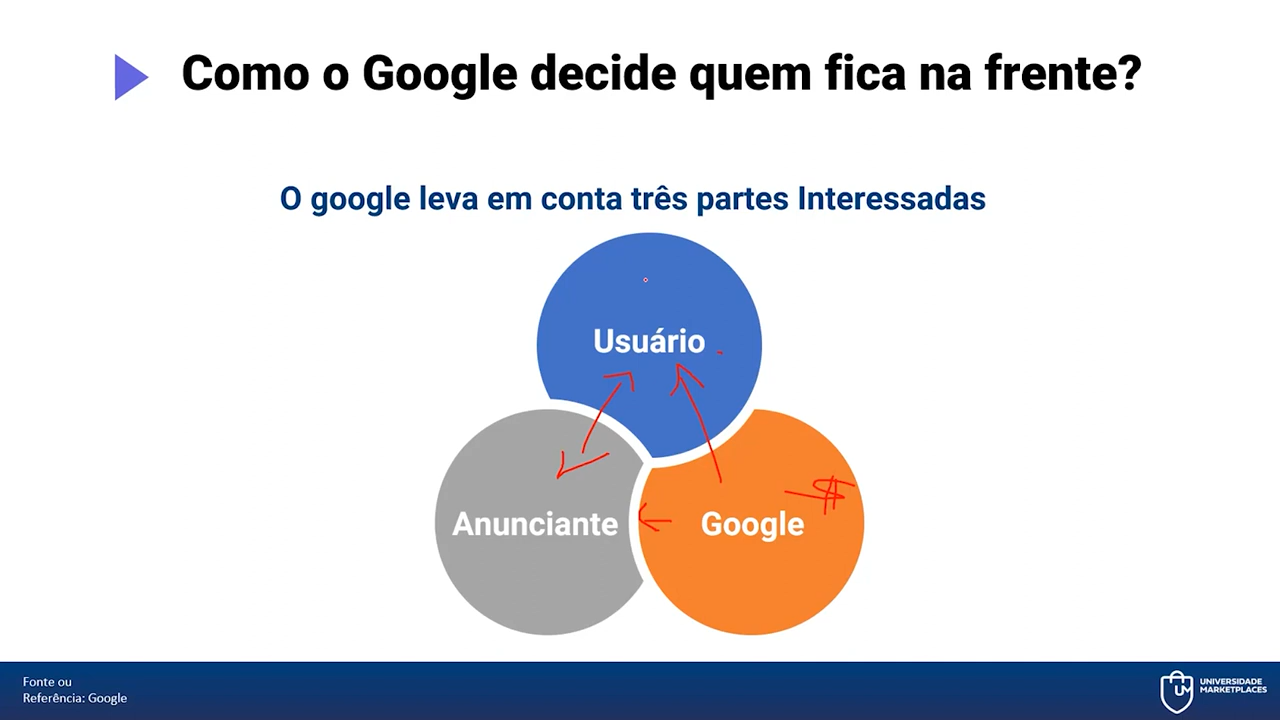 Como o Google decide quem fica na frente?
O google leva em conta três partes Interessadas
Usuário
Anunciante
Google
$
Fonte ou
Referência: Google
UM
UNIVERSIDADE
MARKETPLACES